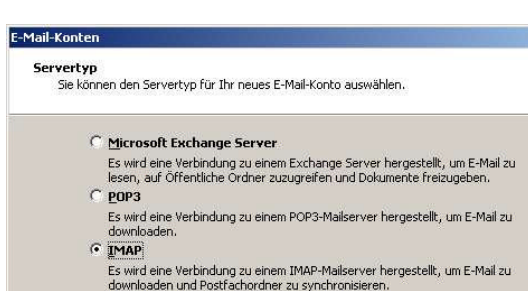 E-Mail-Konten
Servertyp
Sie können den Servertyp für Ihr neues E-Mail-Konto auswählen.
Microsoft Exchange Server
Es wird eine Verbindung zu einem Exchange Server hergestellt, um E-Mail zu
lesen, auf Öffentliche Ordner zuzugreifen und Dokumente freizugeben.
POP3
Es wird eine Verbindung zu einem POP3-Mailserver hergestellt, um E-Mail zu
downloaden.
IMAP
Es wird eine Verbindung zu einem IMAP-Mailserver hergestellt, um E-Mail zu
downloaden und Postfachordner zu synchronisieren.